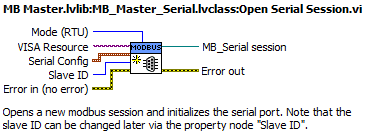 MB Master.lvlib:MB_Master_Serial.lvclass:Open Serial Session.vi
Mode (RTU)
VISA Resource
Serial Config
Slave ID
Error in (no error)
MODBUS
MB_Serial session
Error out
Opens a new modbus session and initializes the serial port. Note that the
slave ID can be changed later via the property node "Slave ID".